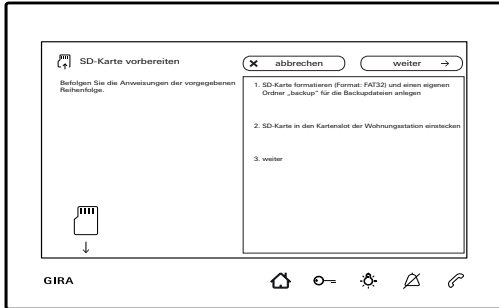 SD-Karte vorbereiten
abbrechen
weiter
Befolgen Sie die Anweisungen der vorgegebenen
Reihenfolge.
1. SD-Karte formatieren (Format: FAT32) und einen eigenen
Ordner „backup" für die Backupdateien anlegen
2. SD-Karte in den Kartenslot der Wohnungsstation einstecken
3. weiter
GIRA